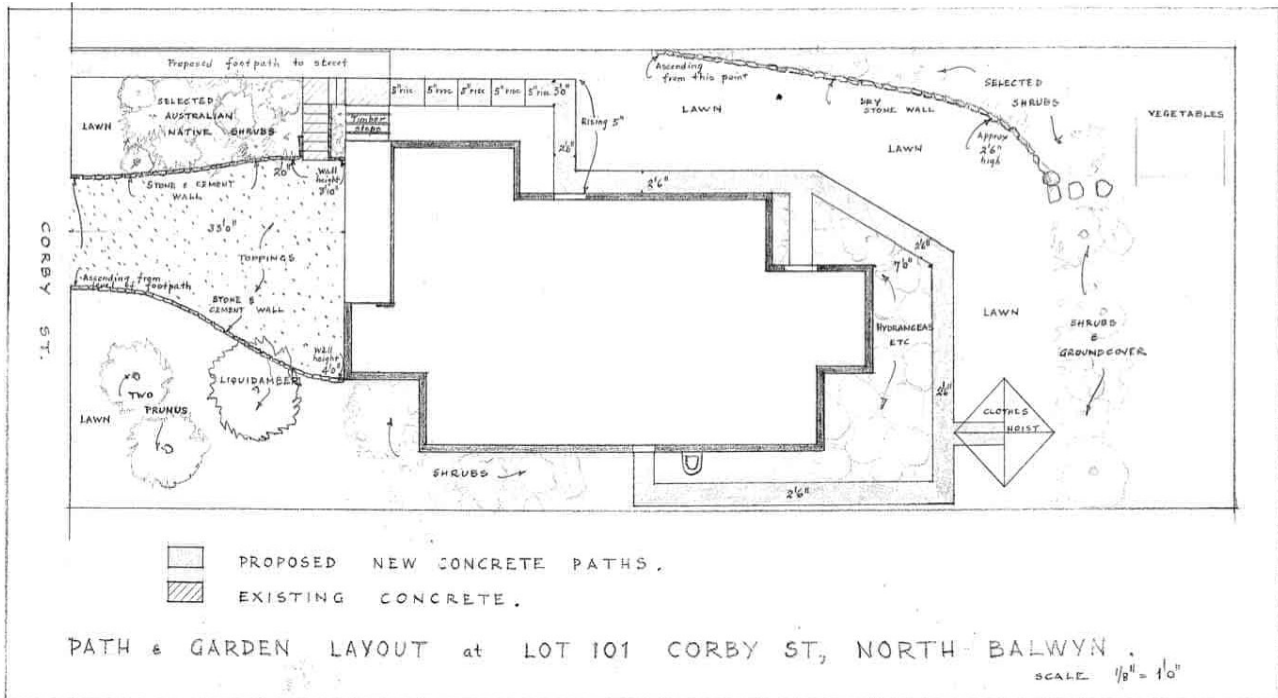 Proposed footpath to street
5" rise 5" rise 5" rise 5" rise 5" rise
3'0"
Ascending
from this point
SELECTED
SHRUBS
SELECTED
AUSTRALIAN
NATIVE SHRUBS
LAWN
Timber
steps
Rising 5"
LAWN
DRY
STONE WALL
LAWN
Approx
2'6"
high
VEGETABLES
2'6"
2'0"
Wall
height
STONE & CEMENT
WALL
3'6"
33'0"
TOPPINGS
CORBY ST.
2'6"
7'0"
Ascending from
level of footpath
STONE &
CEMENT WALL
LAWN
HYDRANGEAS
ETC
SHRUBS
&
GROUNDCOVER
Wall
height
4'0"
LIQUIDAMBER
TWO
PRUNUS
LAWN
2'6"
CLOTHES
HOIST
SHRUBS
2'6"
PROPOSED NEW CONCRETE PATHS.
EXISTING CONCRETE.
PATH & GARDEN LAYOUT at LOT 101 CORBY ST, NORTH BALWYN.
SCALE 1/8" = 1'0"